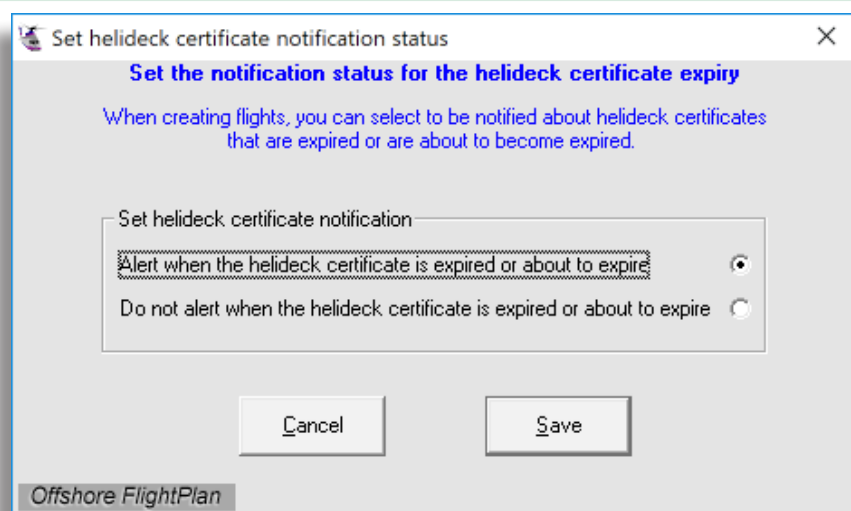 Set helideck certificate notification status
Set the notification status for the helideck certificate expiry
When creating flights, you can select to be notified about helideck certificates
that are expired or are about to become expired.
Set helideck certificate notification
Alert when the helideck certificate is expired or about to expire
Do not alert when the helideck certificate is expired or about to expire
Cancel
Save
Offshore FlightPlan